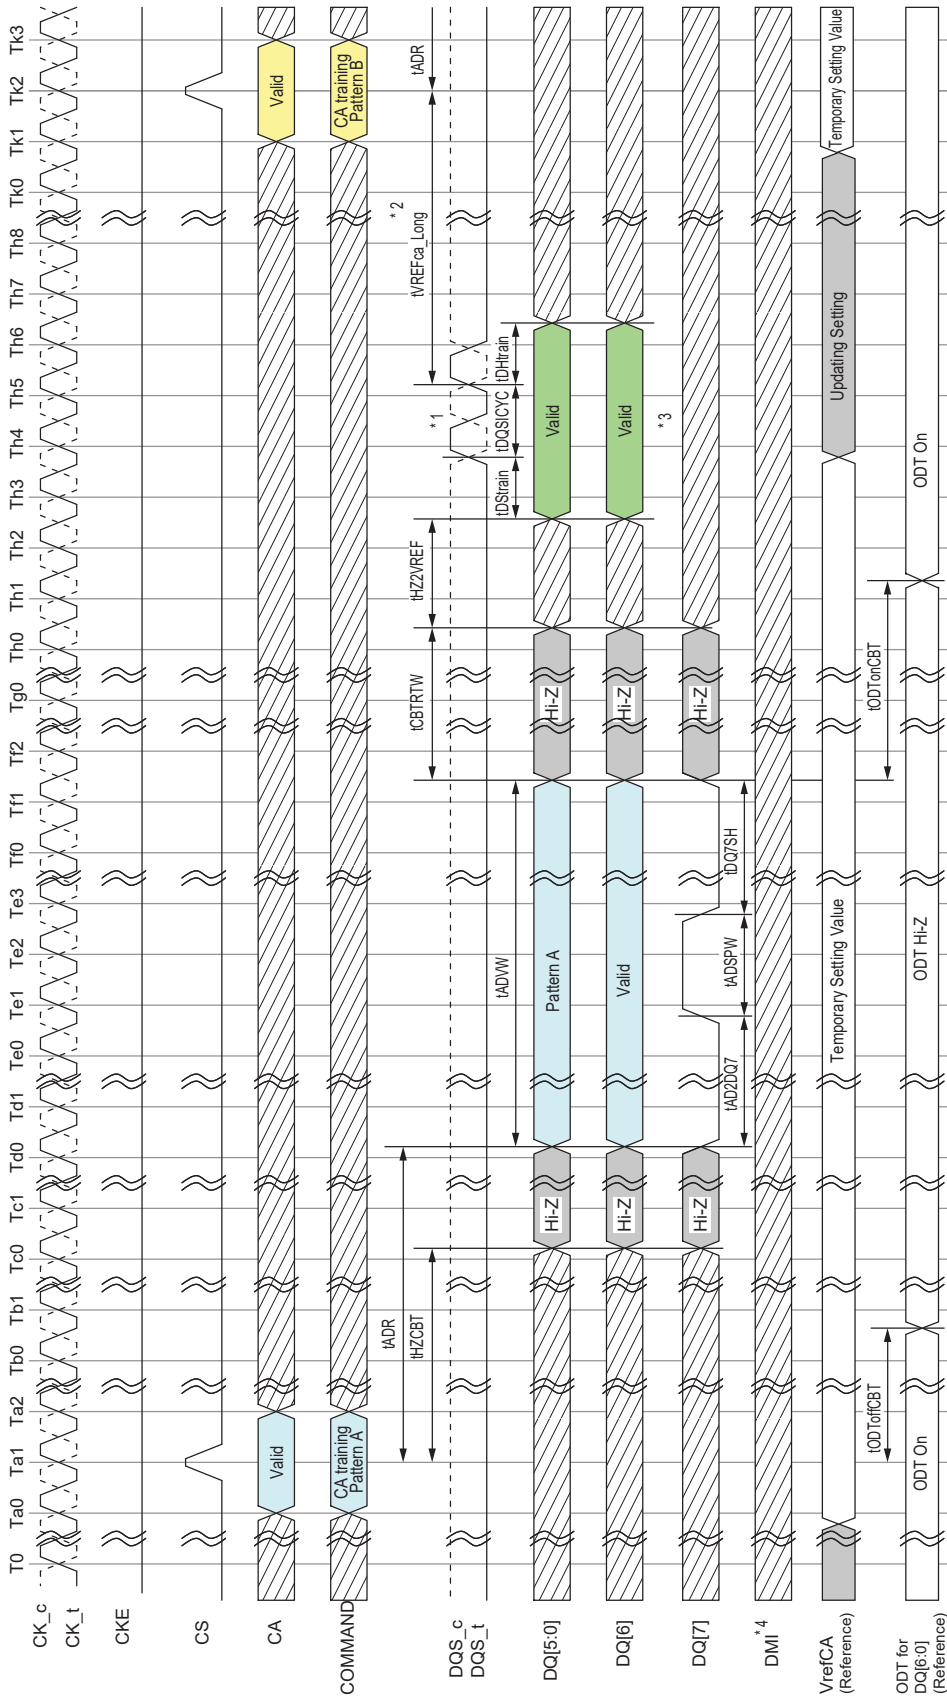 T0 Ta0 Ta1 Ta2 Tb0 Tb1 Tc0 Tc1 Td0 Td1 Te0 Te1 Te2 Te3 Tf0 Tf1 Tf2 Tg0 Th0 Th1 Th2 Th3 Th4 Th5 Th6 Th7 Th8 Tk0 Tk1 Tk2 Tk3
CK_c
CK_t
CKE
CS
CA
Valid
Valid
COMMAND
CA training
Pattern A
CA training
Pattern B
tADR
tHZCBT
tCBTRTW
tHZ2VREF
tVREFca_Long
*2
tADR
DQS_c
DQS_t
*1
tADVW
tDStrain
tDQSICYC
tDHtrain
DQ[5:0]
Hi-Z
Pattern A
Hi-Z
Valid
DQ[6]
Hi-Z
Valid
Hi-Z
Valid
*3
DQ[7]
Hi-Z
Hi-Z
tAD2DQ7
tADSPW
tDQ7SH
DMI*4
VrefCA
(Reference)
Temporary Setting Value
Updating Setting
Temporary Setting Value
tODToffCBT
tODTonCBT
ODT for
DQ[6:0]
(Reference)
ODT On
ODT Hi-Z
ODT On